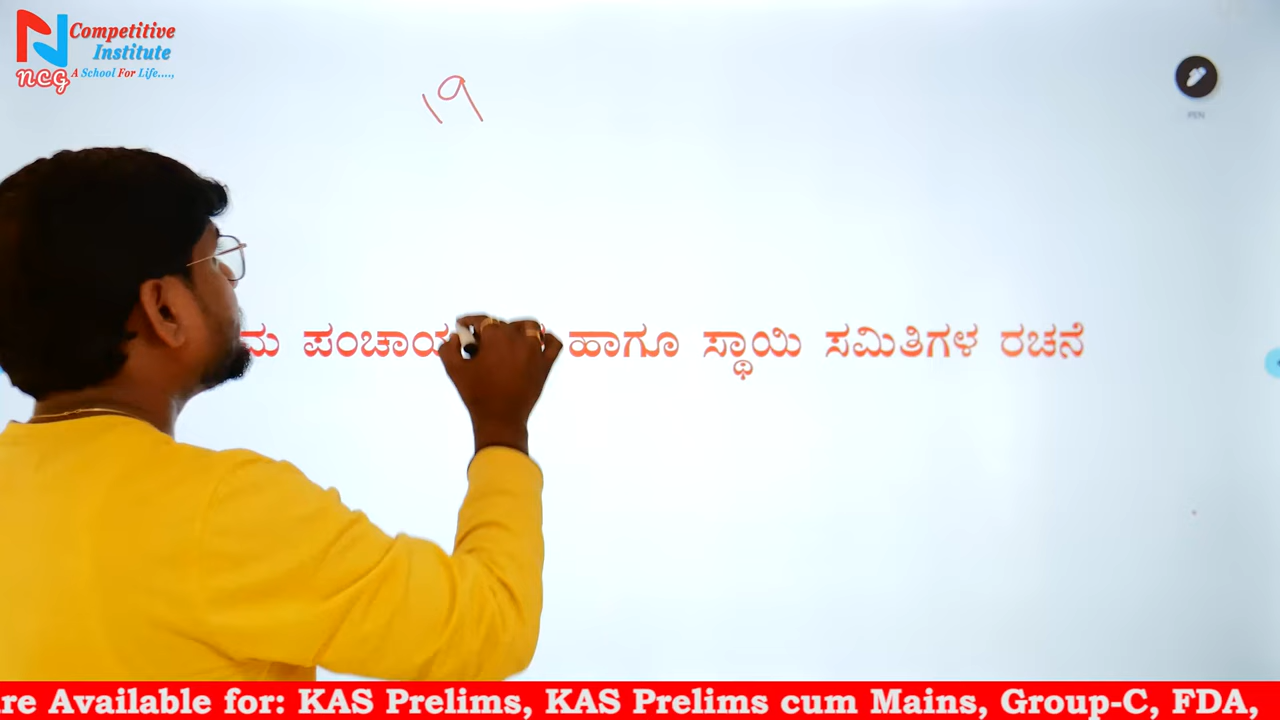 Competitive
Institute
NCG A School For Life....,
19
PEN
ಪಂಚಾಯ ಹಾಗೂ ಸ್ಥಾಯಿ ಸಮಿತಿಗಳ ರಚನೆ
re Available for: KAS Prelims, KAS Prelims cum Mains, Group-C, FDA,